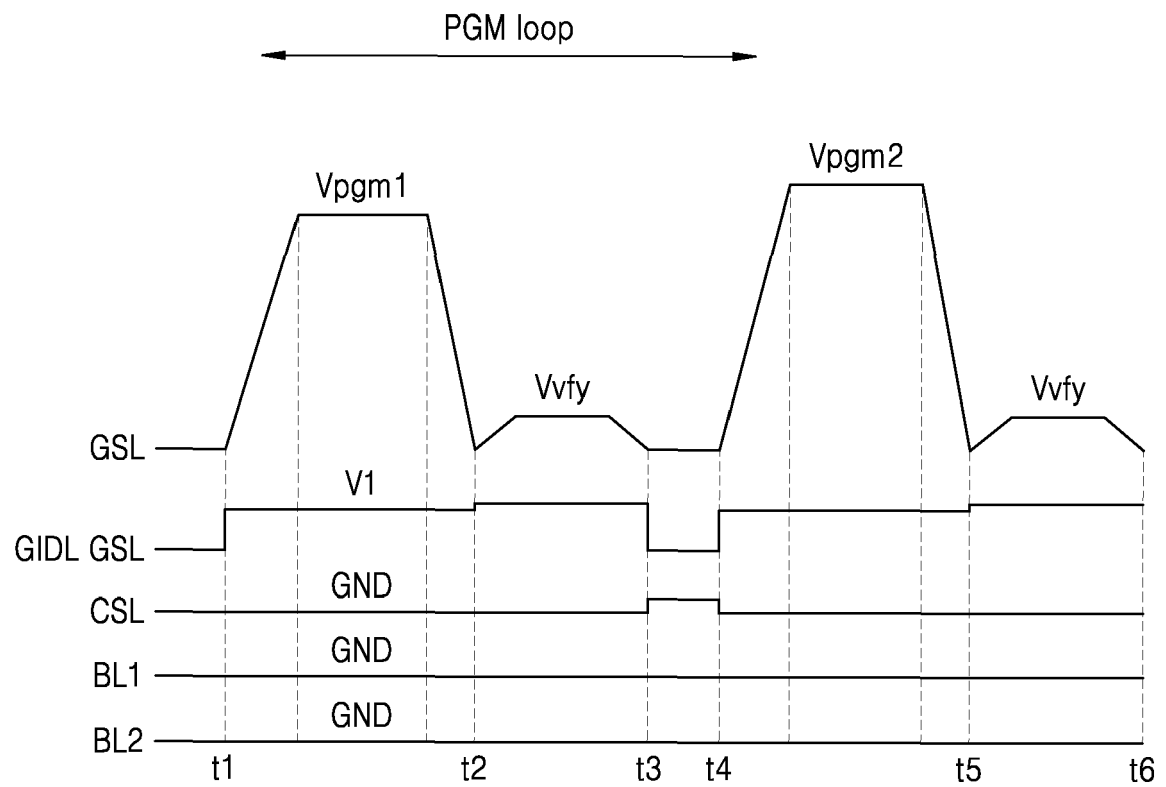 PGM loop
Vpgm1
Vpgm2
Vvfy
Vvfy
GSL
V1
GIDL GSL
GND
CSL
GND
BL1
GND
BL2
t1 t2 t3 t4 t5 t6